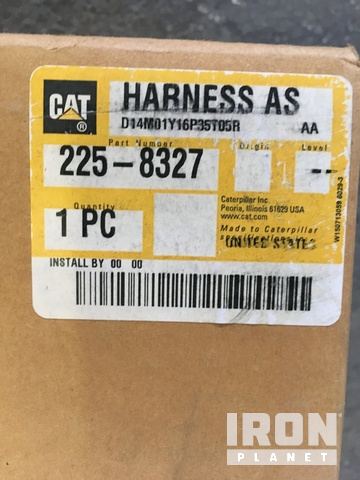 CAT
®
HARNESS AS
D14M01Y16P35T05R AA
Part Number Origin Level
225-8327 --
Quantity
1 PC
Caterpillar Inc.
Peoria, Illinois 61629 USA
www.cat.com
Made to Caterpillar
UNITED STATES
INSTALL BY 00 00
IRON
PLANET